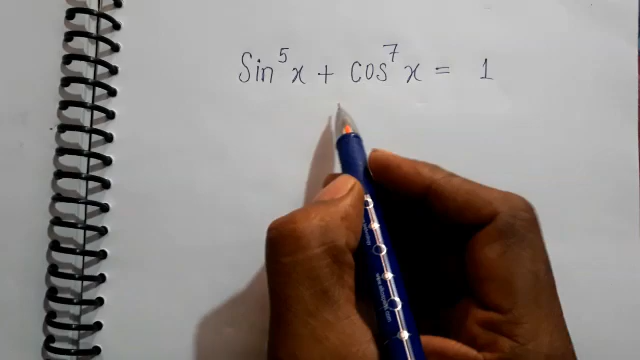 Sin⁵x + cos⁷x = 1